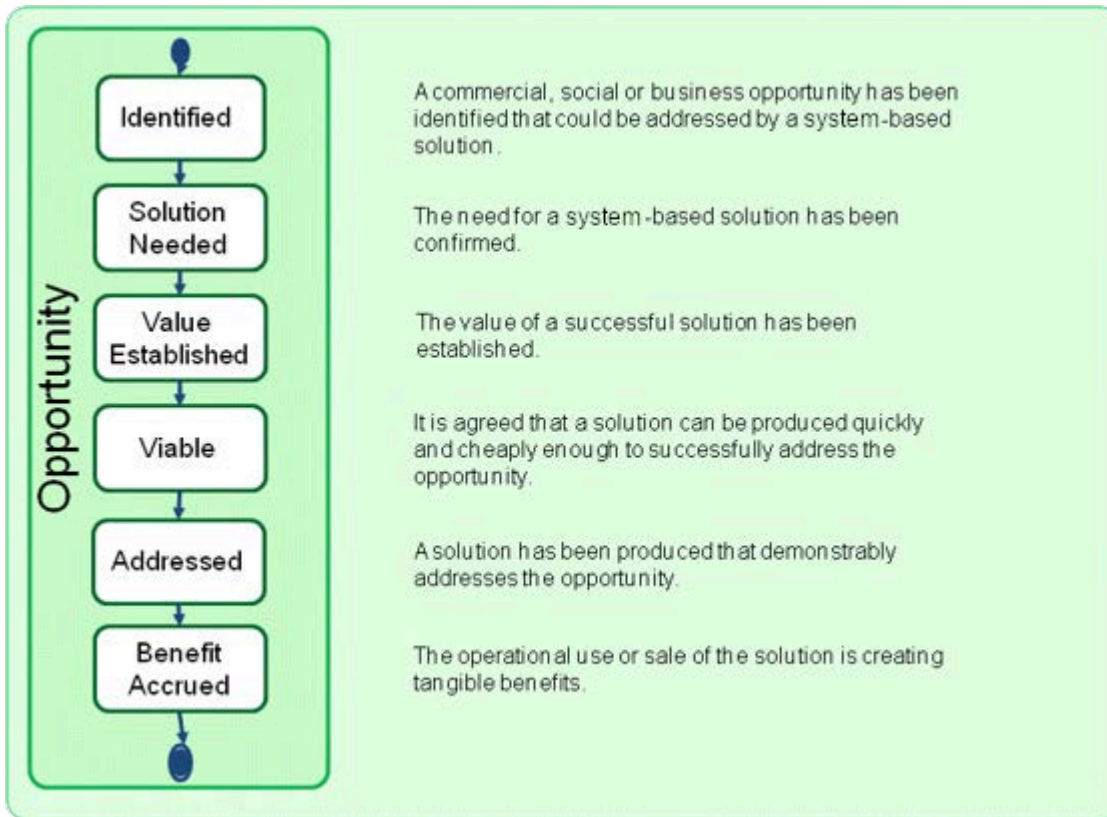 Opportunity
Identified
A commercial, social or business opportunity has been
identified that could be addressed by a system-based
solution.
Solution
Needed
The need for a system-based solution has been
confirmed.
Value
Established
The value of a successful solution has been
established.
Viable
It is agreed that a solution can be produced quickly
and cheaply enough to successfully address the
opportunity.
Addressed
A solution has been produced that demonstrably
addresses the opportunity.
Benefit
Accrued
The operational use or sale of the solution is creating
tangible benefits.